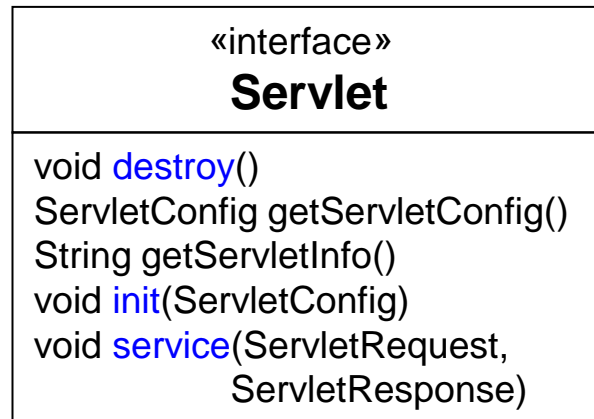 «interface»
Servlet
void destroy()
ServletConfig getServletConfig()
String getServletInfo()
void init(ServletConfig)
void service(ServletRequest,
ServletResponse)